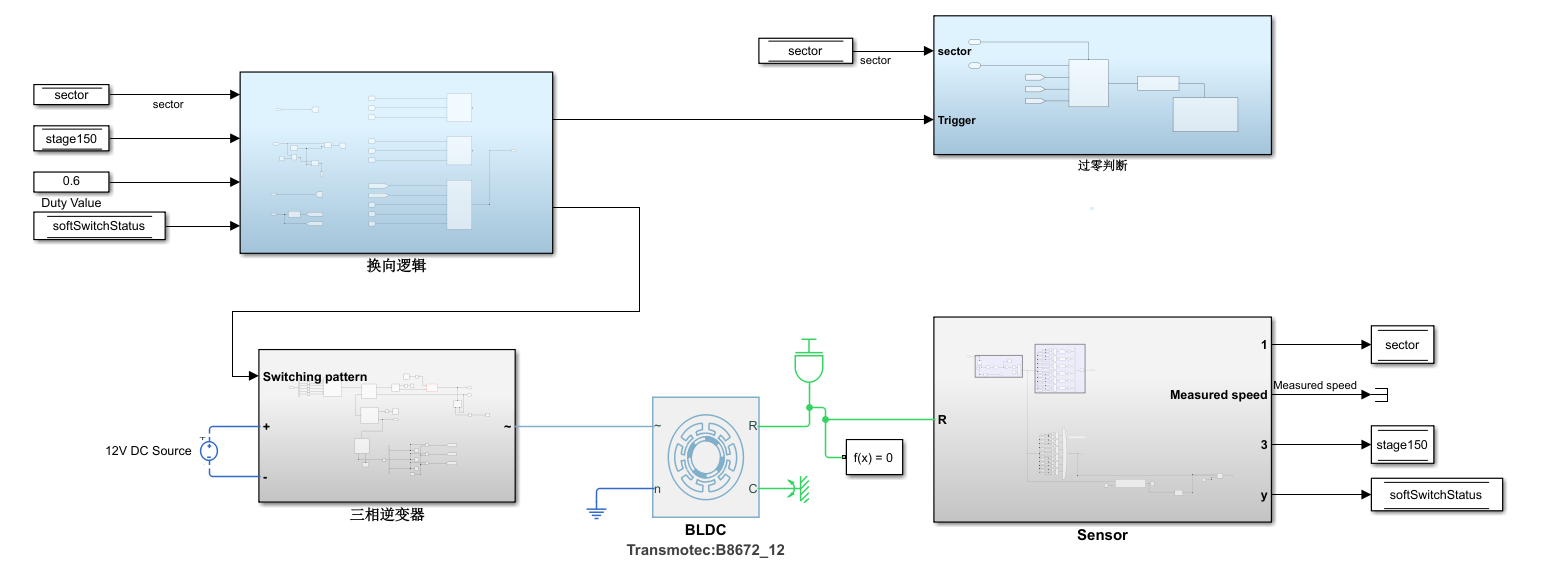 sector
sector
stage150
0.6
Duty Value
softSwitchStatus
换向逻辑
sector
sector
sector
Trigger
过零判断
Switching pattern
+
-
~
12V DC Source
三相逆变器
~
n
R
C
BLDC
Transmotec:B8672_12
f(x) = 0
R
1
Measured speed
3
y
Sensor
sector
Measured speed
stage150
softSwitchStatus